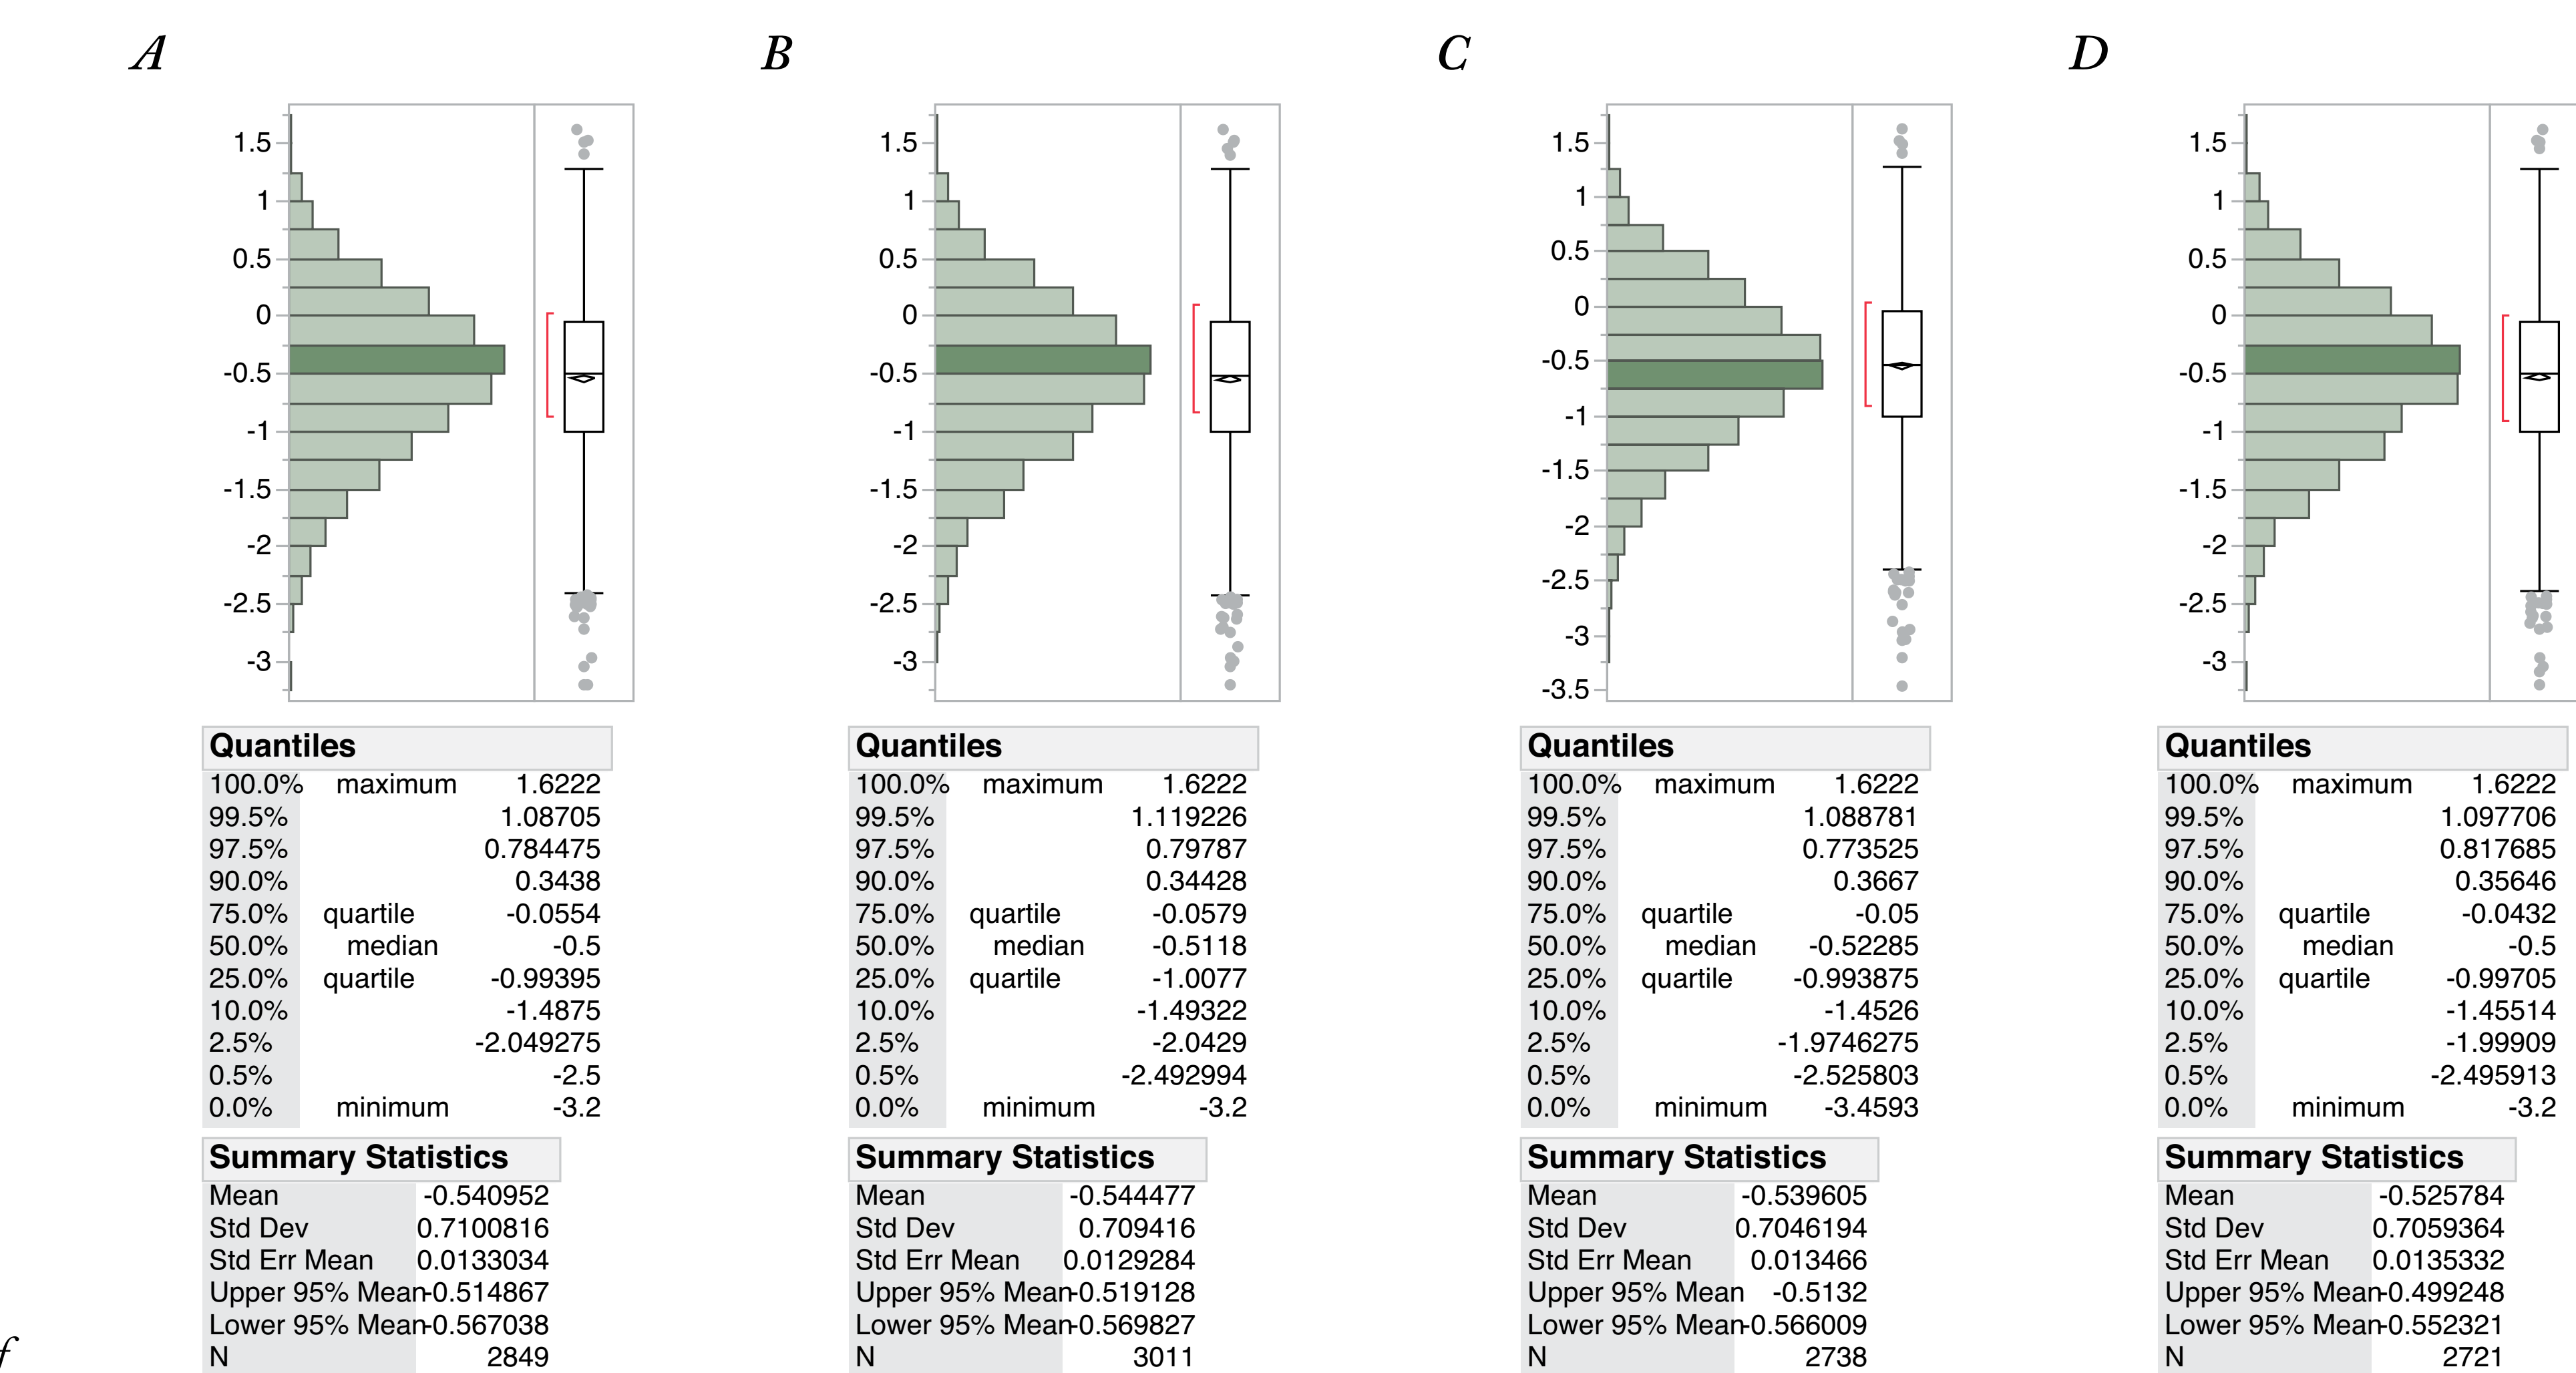 A
1.5
1
0.5
0
-0.5
-1
-1.5
-2
-2.5
-3
Quantiles
100.0% maximum 1.6222
99.5% 1.08705
97.5% 0.784475
90.0% 0.3438
75.0% quartile -0.0554
50.0% median -0.5
25.0% quartile -0.99395
10.0% -1.4875
2.5% -2.049275
0.5% -2.5
0.0% minimum -3.2
Summary Statistics
Mean -0.540952
Std Dev 0.7100816
Std Err Mean 0.0133034
Upper 95% Mean -0.514867
Lower 95% Mean -0.567038
N 2849
B
1.5
1
0.5
0
-0.5
-1
-1.5
-2
-2.5
-3
Quantiles
100.0% maximum 1.6222
99.5% 1.119226
97.5% 0.79787
90.0% 0.34428
75.0% quartile -0.0579
50.0% median -0.5118
25.0% quartile -1.0077
10.0% -1.49322
2.5% -2.0429
0.5% -2.492994
0.0% minimum -3.2
Summary Statistics
Mean -0.544477
Std Dev 0.709416
Std Err Mean 0.0129284
Upper 95% Mean -0.519128
Lower 95% Mean -0.569827
N 3011
C
1.5
1
0.5
0
-0.5
-1
-1.5
-2
-2.5
-3
-3.5
Quantiles
100.0% maximum 1.6222
99.5% 1.088781
97.5% 0.773525
90.0% 0.3667
75.0% quartile -0.05
50.0% median -0.52285
25.0% quartile -0.993875
10.0% -1.4526
2.5% -1.9746275
0.5% -2.525803
0.0% minimum -3.4593
Summary Statistics
Mean -0.539605
Std Dev 0.7046194
Std Err Mean 0.013466
Upper 95% Mean -0.5132
Lower 95% Mean -0.566009
N 2738
D
1.5
1
0.5
0
-0.5
-1
-1.5
-2
-2.5
-3
Quantiles
100.0% maximum 1.6222
99.5% 1.097706
97.5% 0.817685
90.0% 0.35646
75.0% quartile -0.0432
50.0% median -0.5
25.0% quartile -0.99705
10.0% -1.45514
2.5% -1.99909
0.5% -2.495913
0.0% minimum -3.2
Summary Statistics
Mean -0.525784
Std Dev 0.7059364
Std Err Mean 0.0135332
Upper 95% Mean -0.499248
Lower 95% Mean -0.552321
N 2721